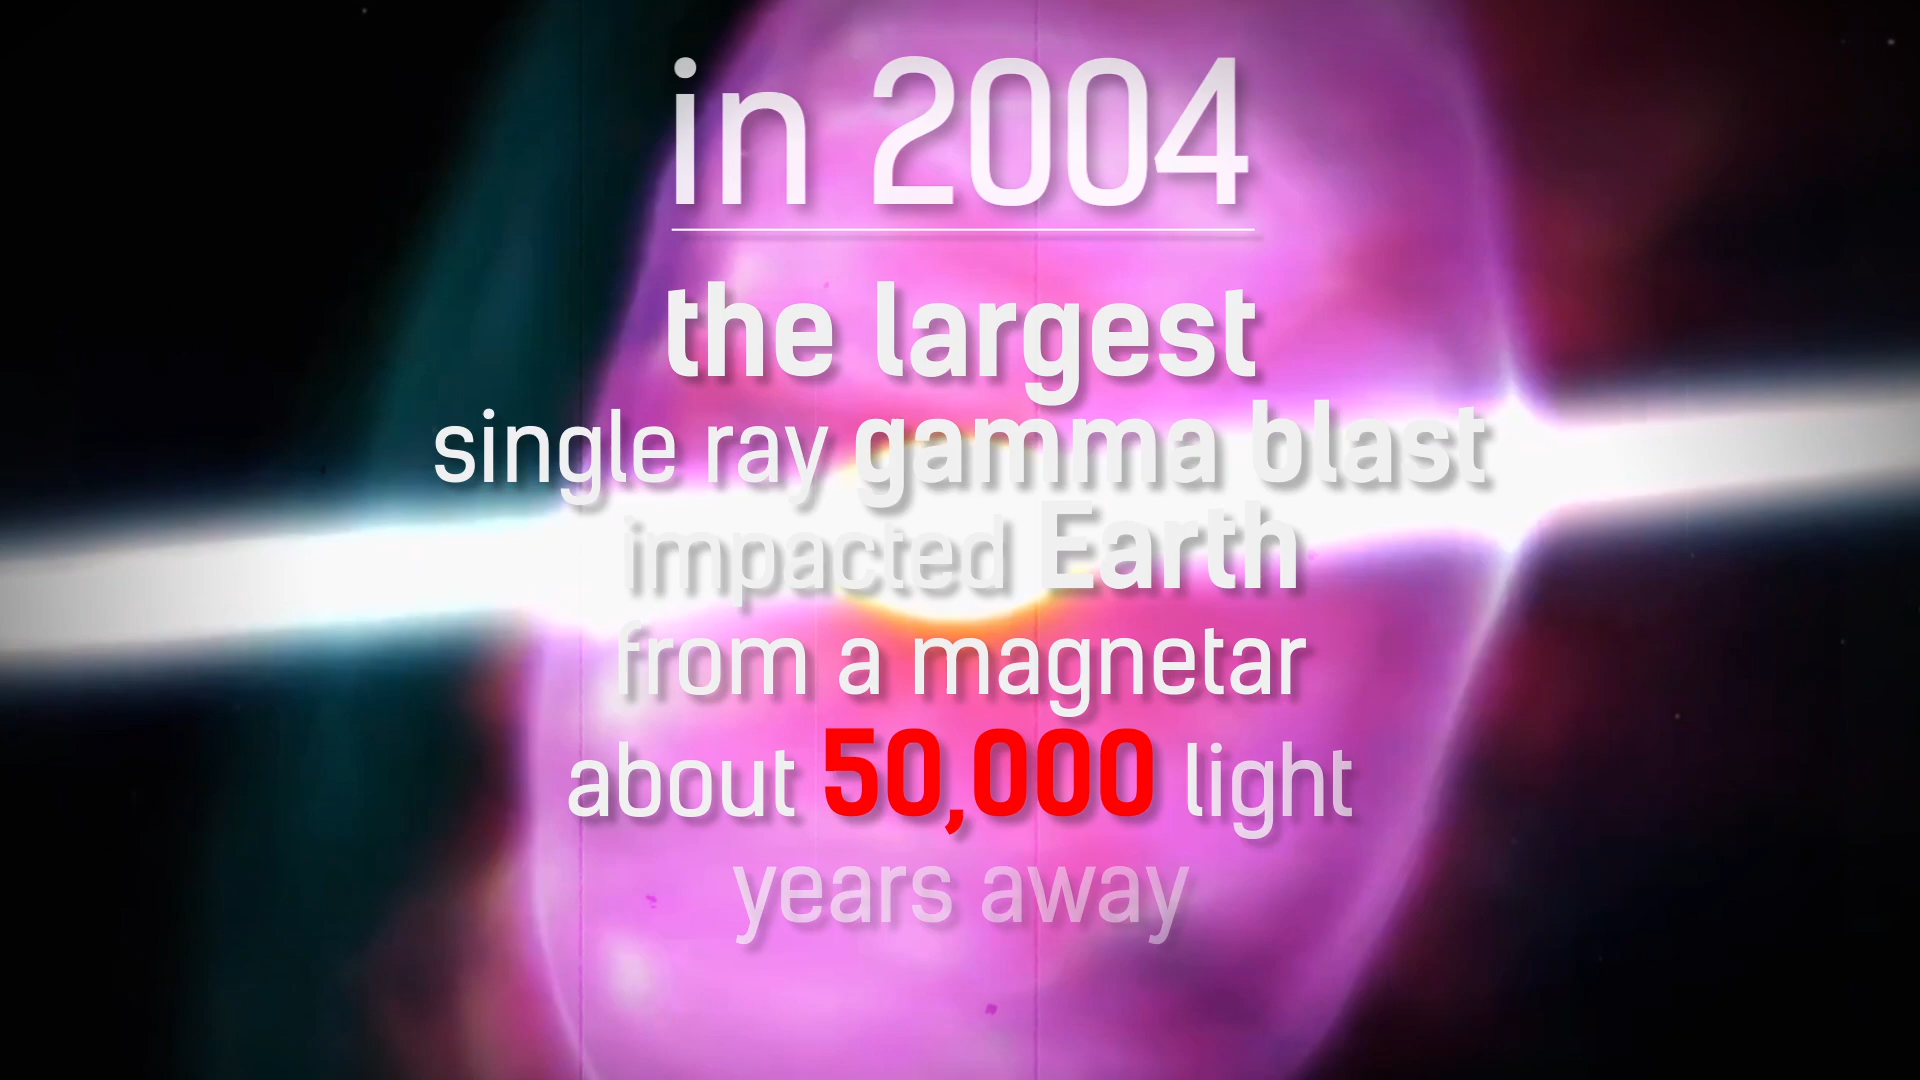 in 2004
the largest
single ray gamma blast
impacted Earth
from a magnetar
about 50,000 light
years away